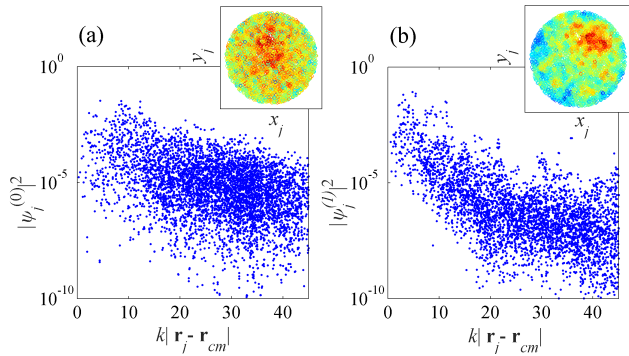 (a)
y_j
x_j
10^0
10^-5
10^-10
|ψ_j^(0)|^2
0 10 20 30 40
k| r_j - r_cm|
(b)
y_j
x_j
10^0
10^-5
10^-10
|ψ_j^(1)|^2
0 10 20 30 40
k| r_j - r_cm|